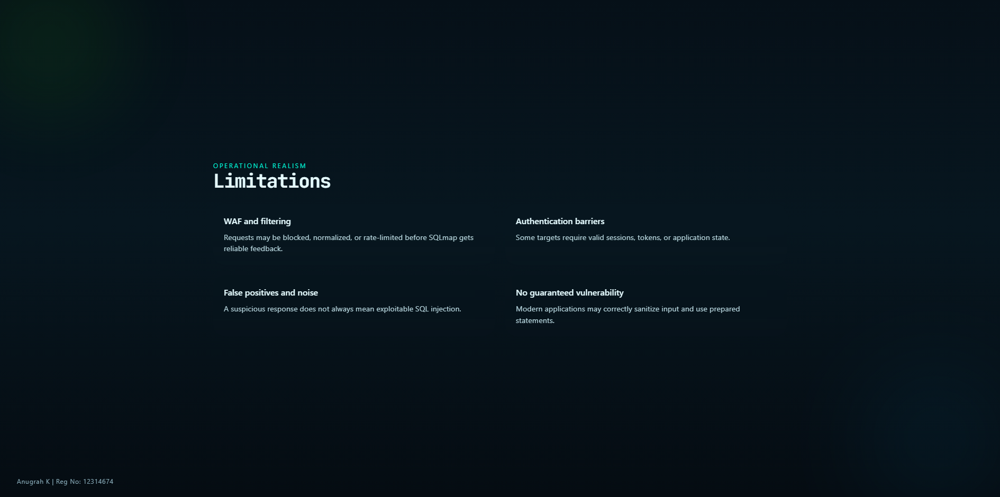 OPERATIONAL REALISM
Limitations
WAF and filtering
Requests may be blocked, normalized, or rate-limited before SQLmap gets
reliable feedback.
Authentication barriers
Some targets require valid sessions, tokens, or application state.
False positives and noise
A suspicious response does not always mean exploitable SQL injection.
No guaranteed vulnerability
Modern applications may correctly sanitize input and use prepared
statements.
Anugrah K | Reg No: 12314674